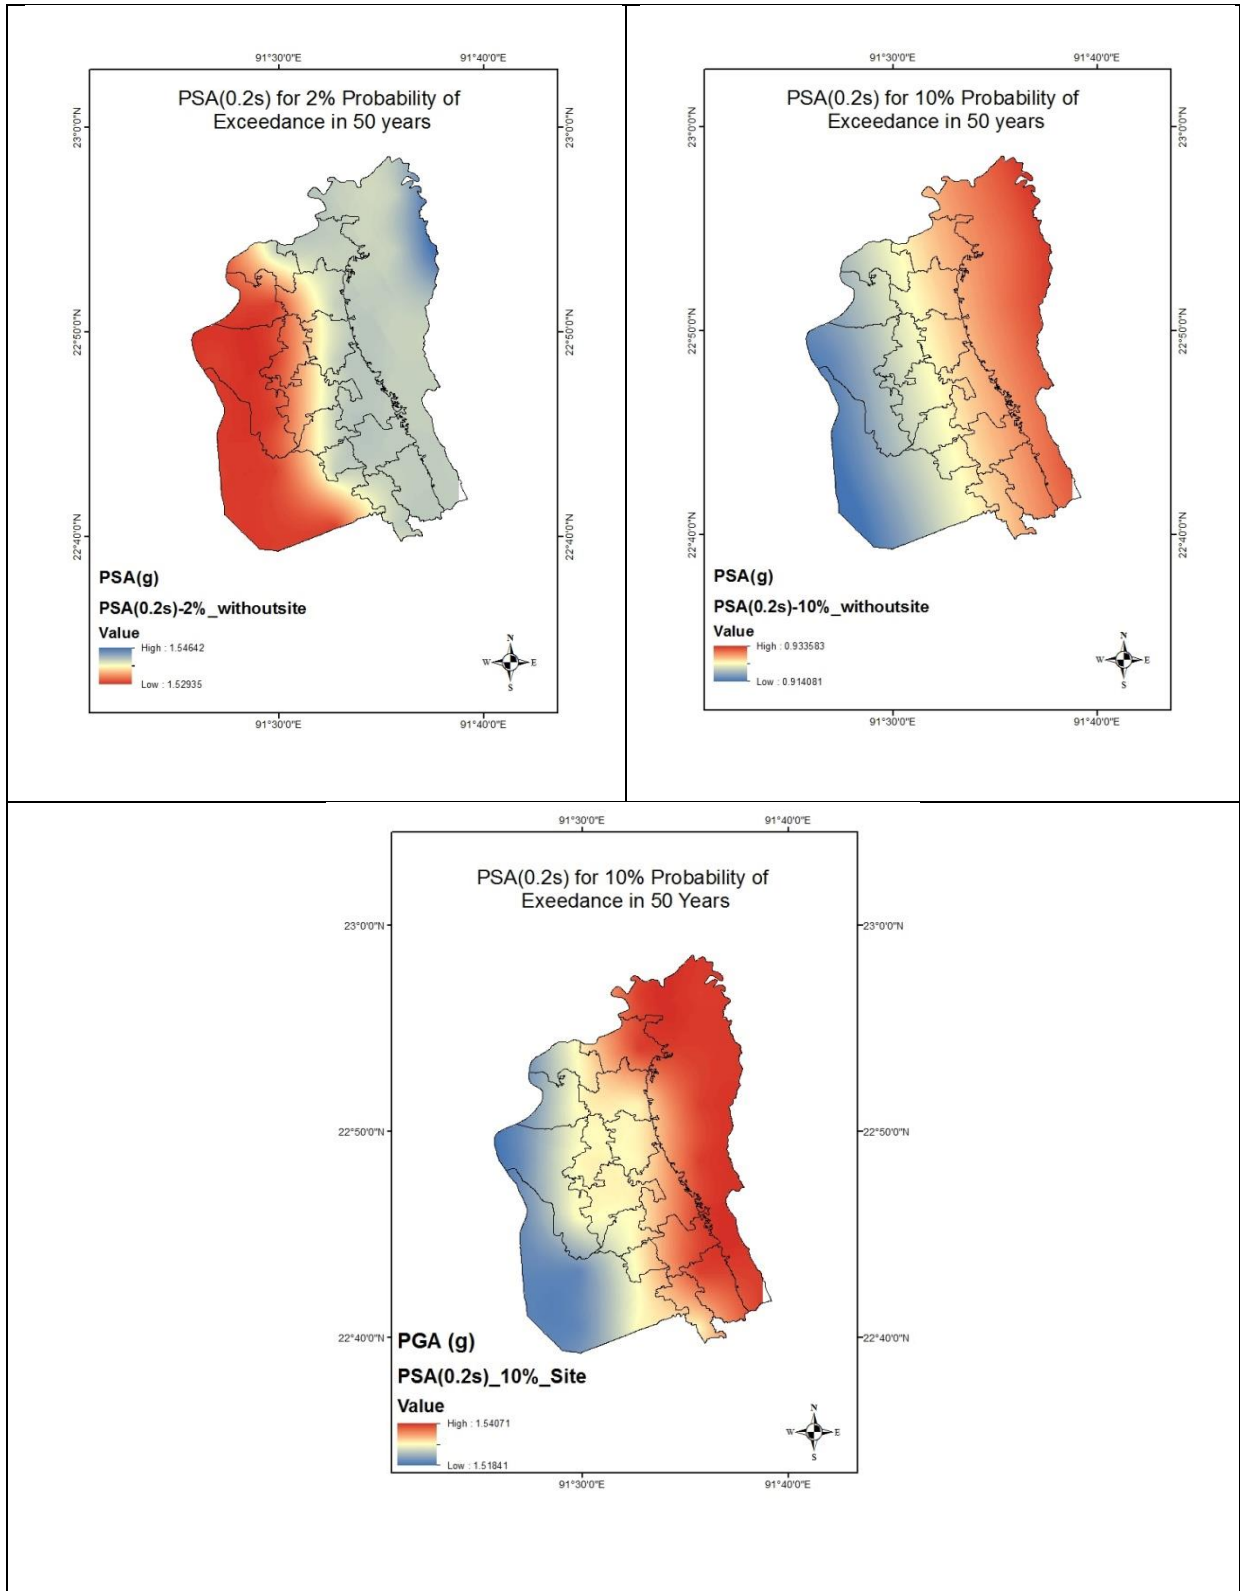 91°30'0"E 91°40'0"E
PSA(0.2s) for 2% Probability of
Exceedance in 50 years
23°0'0"N 23°0'0"N
22°50'0"N 22°50'0"N
22°40'0"N 22°40'0"N
PSA(g)
PSA(0.2s)-2%_withoutsite
Value
High : 1.54642
Low : 1.52935
N
W E
S
91°30'0"E 91°40'0"E
91°30'0"E 91°40'0"E
PSA(0.2s) for 10% Probability of
Exceedance in 50 years
23°0'0"N 23°0'0"N
22°50'0"N 22°50'0"N
22°40'0"N 22°40'0"N
PSA(g)
PSA(0.2s)-10%_withoutsite
Value
High : 0.933583
Low : 0.914081
N
W E
S
91°30'0"E 91°40'0"E
91°30'0"E 91°40'0"E
PSA(0.2s) for 10% Probability of
Exeedance in 50 Years
23°0'0"N 23°0'0"N
22°50'0"N 22°50'0"N
22°40'0"N 22°40'0"N
PGA (g)
PSA(0.2s)_10%_Site
Value
High : 1.54071
Low : 1.51841
N
W E
S
91°30'0"E 91°40'0"E